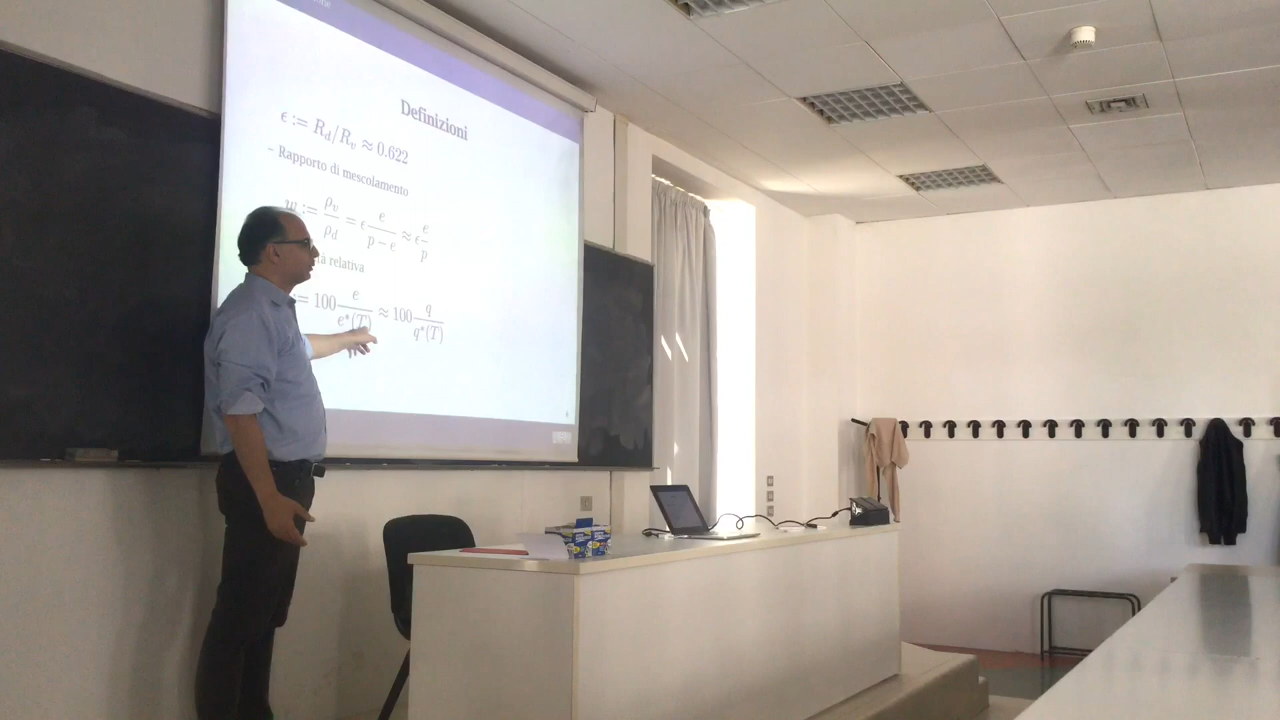 Definizioni
ϵ := R_d/R_v ≈ 0.622
– Rapporto di mescolamento
w := ρ_v/ρ_d = ϵ e/(p − e) ≈ ϵ e/p
relativa
:= 100 e/e*(T) ≈ 100 q/q*(T)